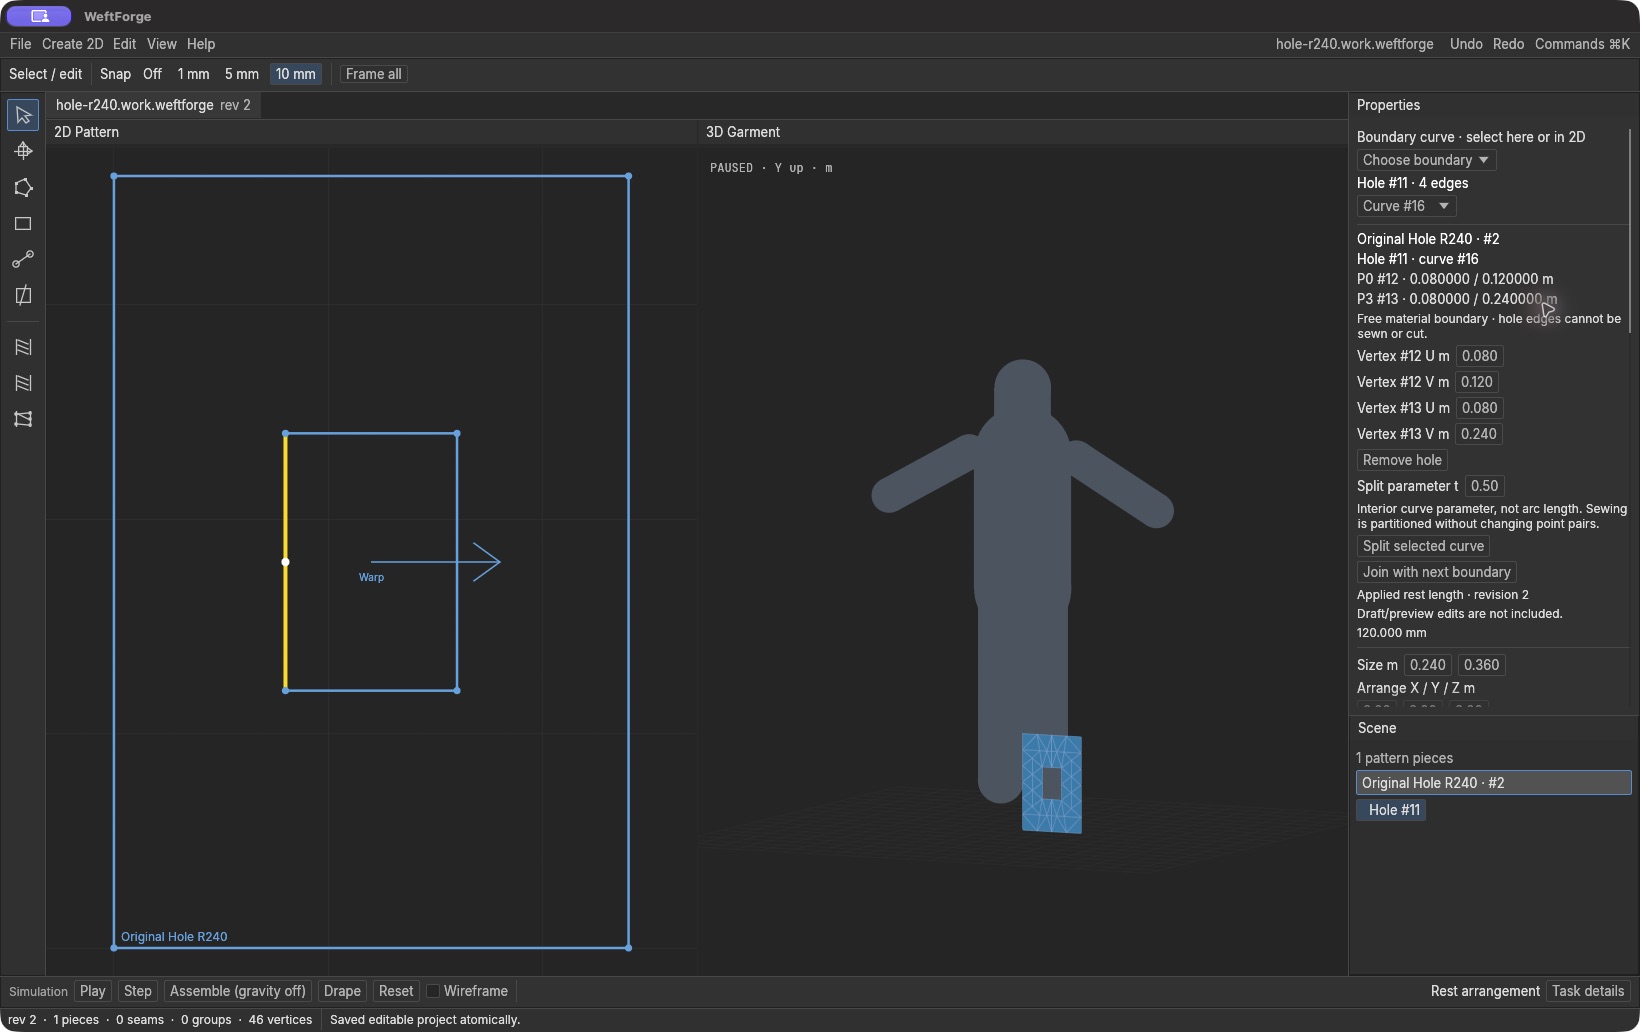 WeftForge
File Create 2D Edit View Help
hole-r240.work.weftforge Undo Redo Commands ⌘K
Select / edit Snap Off 1 mm 5 mm 10 mm Frame all
hole-r240.work.weftforge rev 2
2D Pattern
Warp
Original Hole R240
3D Garment
PAUSED · Y up · m
Properties
Boundary curve · select here or in 2D
Choose boundary
Hole #11 · 4 edges
Curve #16
Original Hole R240 · #2
Hole #11 · curve #16
P0 #12 · 0.080000 / 0.120000 m
P3 #13 · 0.080000 / 0.240000 m
Free material boundary · hole edges cannot be
sewn or cut.
Vertex #12 U m 0.080
Vertex #12 V m 0.120
Vertex #13 U m 0.080
Vertex #13 V m 0.240
Remove hole
Split parameter t 0.50
Interior curve parameter, not arc length. Sewing
is partitioned without changing point pairs.
Split selected curve
Join with next boundary
Applied rest length · revision 2
Draft/preview edits are not included.
120.000 mm
Size m 0.240 0.360
Arrange X / Y / Z m
Scene
1 pattern pieces
Original Hole R240 · #2
Hole #11
Simulation Play Step Assemble (gravity off) Drape Reset Wireframe
Rest arrangement Task details
rev 2 · 1 pieces · 0 seams · 0 groups · 46 vertices Saved editable project atomically.